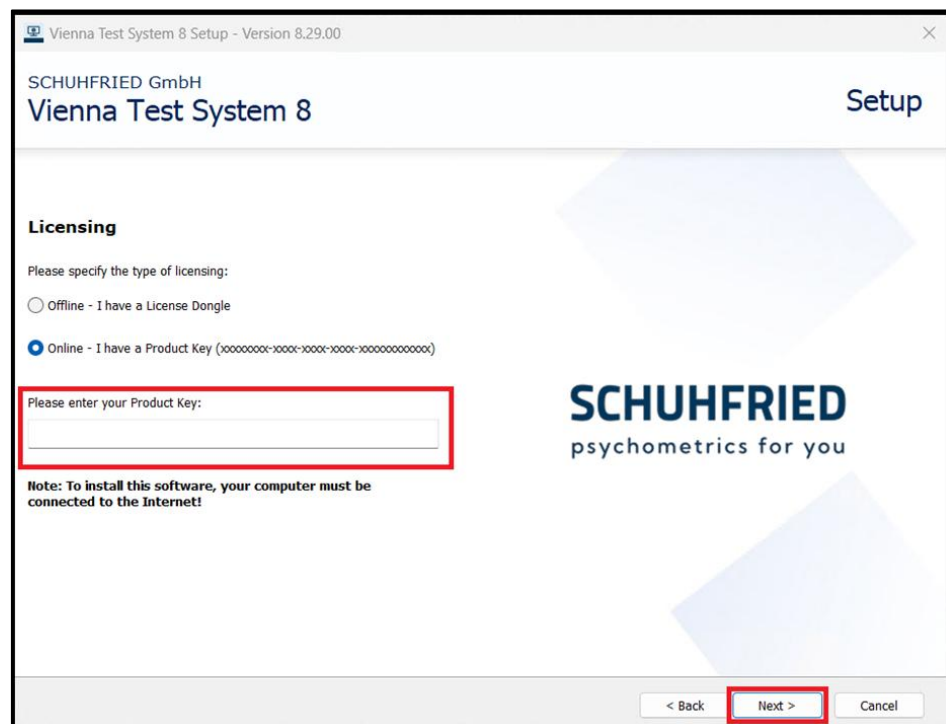 Vienna Test System 8 Setup - Version 8.29.00
SCHUHFRIED GmbH
Vienna Test System 8
Setup
Licensing
Please specify the type of licensing:
Offline - I have a License Dongle
Online - I have a Product Key (xxxxxxxx-xxxx-xxxx-xxxx-xxxxxxxxxxxx)
Please enter your Product Key:
Note: To install this software, your computer must be
connected to the Internet!
SCHUHFRIED
psychometrics for you
< Back
Next >
Cancel